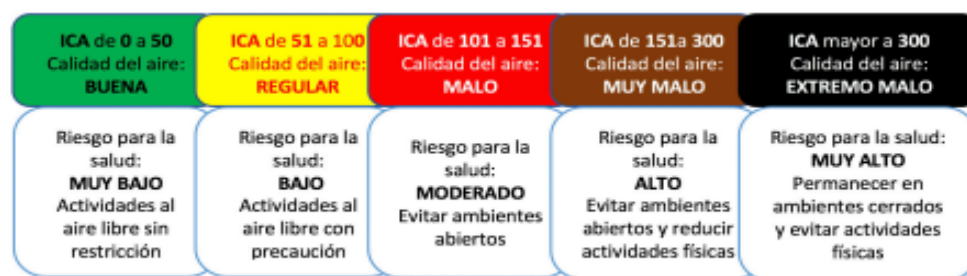 ICA de 0 a 50
Calidad del aire:
BUENA
ICA de 51 a 100
Calidad del aire:
REGULAR
ICA de 101 a 151
Calidad del aire:
MALO
ICA de 151a 300
Calidad del aire:
MUY MALO
ICA mayor a 300
Calidad del aire:
EXTREMO MALO
Riesgo para la
salud:
MUY BAJO
Actividades al
aire libre sin
restricción
Riesgo para la
salud:
BAJO
Actividades al
aire libre con
precaución
Riesgo para la
salud:
MODERADO
Evitar ambientes
abiertos
Riesgo para la
salud:
ALTO
Evitar ambientes
abiertos y reducir
actividades físicas
Riesgo para la salud:
MUY ALTO
Permanecer en
ambientes cerrados
y evitar actividades
físicas